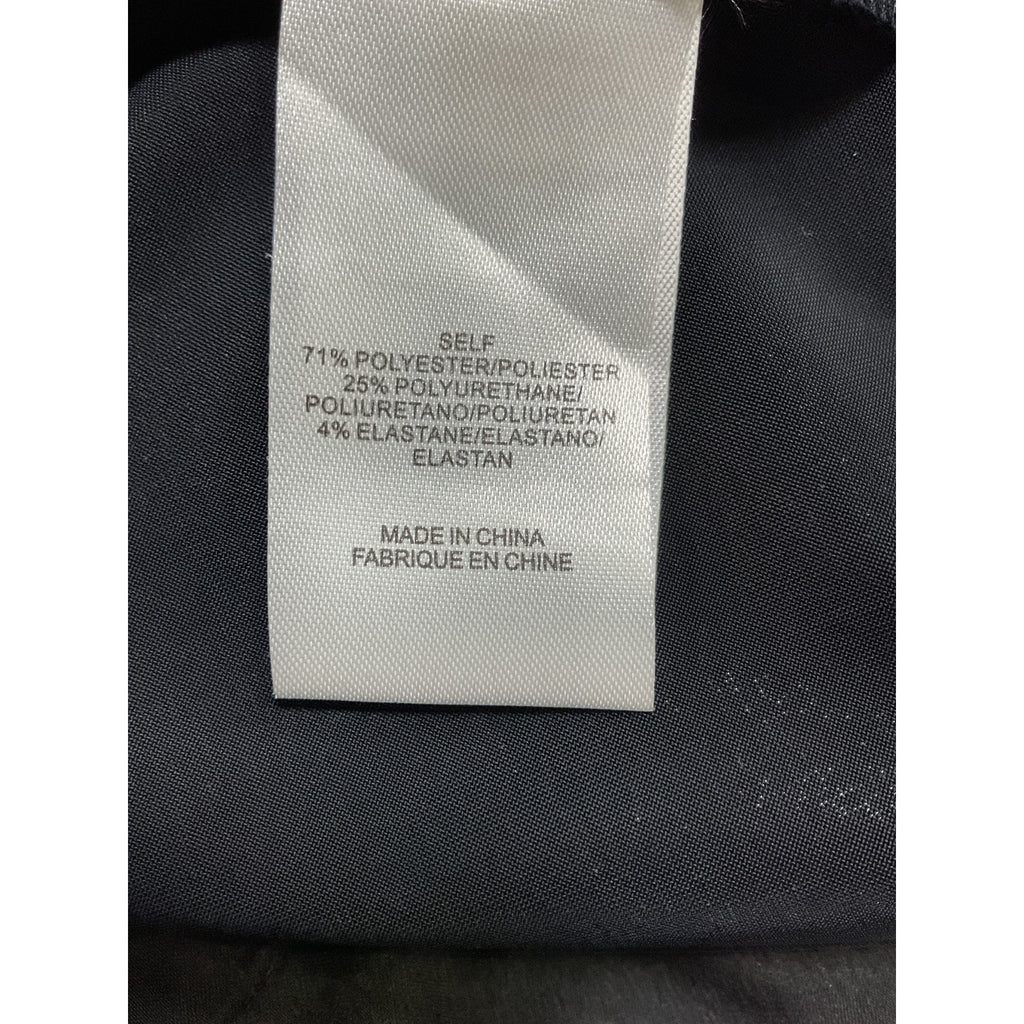 SELF
71% POLYESTER/POLIESTER
25% POLYURETHANE/
POLIURETANO/POLIURETAN
4% ELASTANE/ELASTANO/
ELASTAN
MADE IN CHINA
FABRIQUE EN CHINE